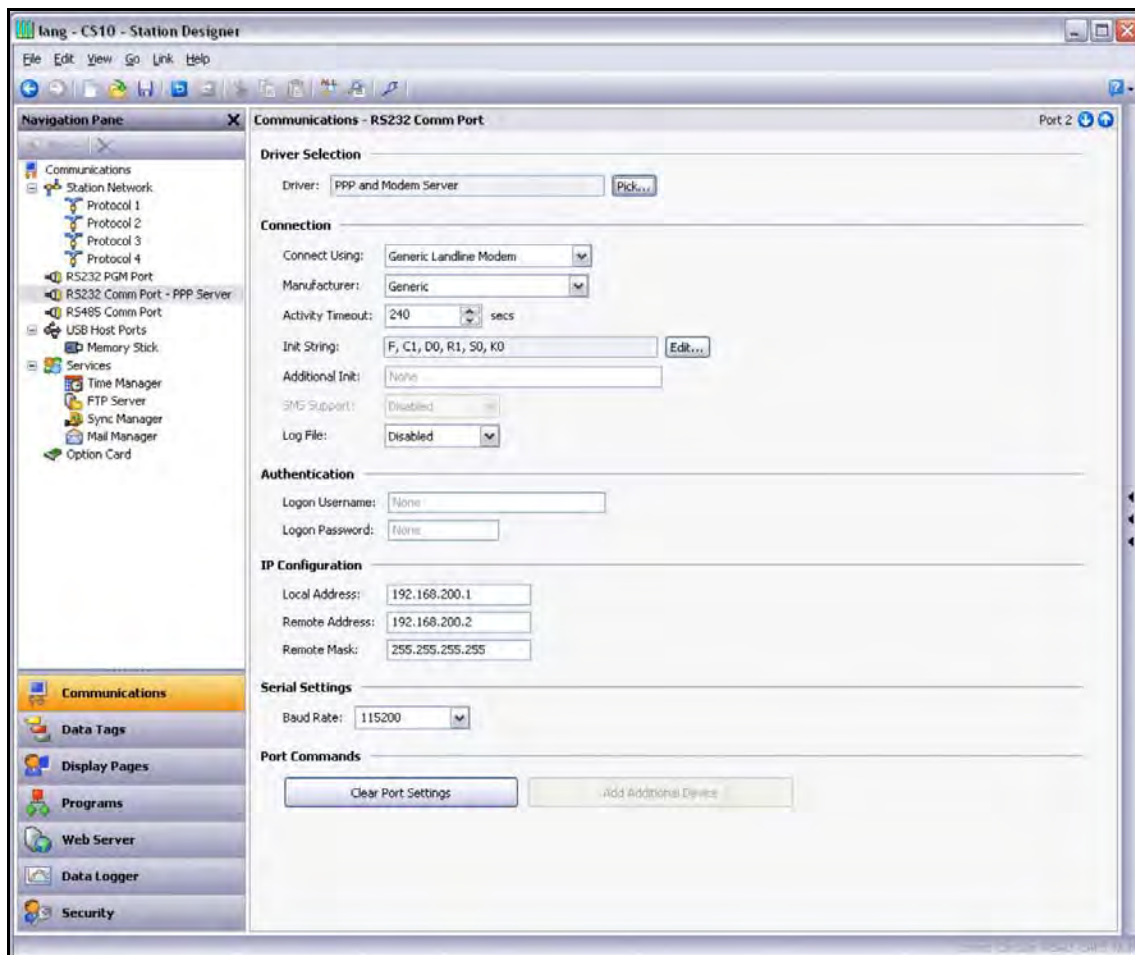 lang - CS10 - Station Designer
File Edit View Go Link Help
Navigation Pane
Communications
Station Network
Protocol 1
Protocol 2
Protocol 3
Protocol 4
RS232 PGM Port
RS232 Comm Port - PPP Server
RS485 Comm Port
USB Host Ports
Memory Stick
Services
Time Manager
FTP Server
Sync Manager
Mail Manager
Option Card
Communications
Data Tags
Display Pages
Programs
Web Server
Data Logger
Security
Communications - RS232 Comm Port Port 2
Driver Selection
Driver: PPP and Modem Server Pick...
Connection
Connect Using: Generic Landline Modem
Manufacturer: Generic
Activity Timeout: 240 secs
Init String: F, C1, D0, R1, S0, K0 Edit...
Additional Init: None
SMS Support: Disabled
Log File: Disabled
Authentication
Logon Username: None
Logon Password: None
IP Configuration
Local Address: 192.168.200.1
Remote Address: 192.168.200.2
Remote Mask: 255.255.255.255
Serial Settings
Baud Rate: 115200
Port Commands
Clear Port Settings Add Additional Device